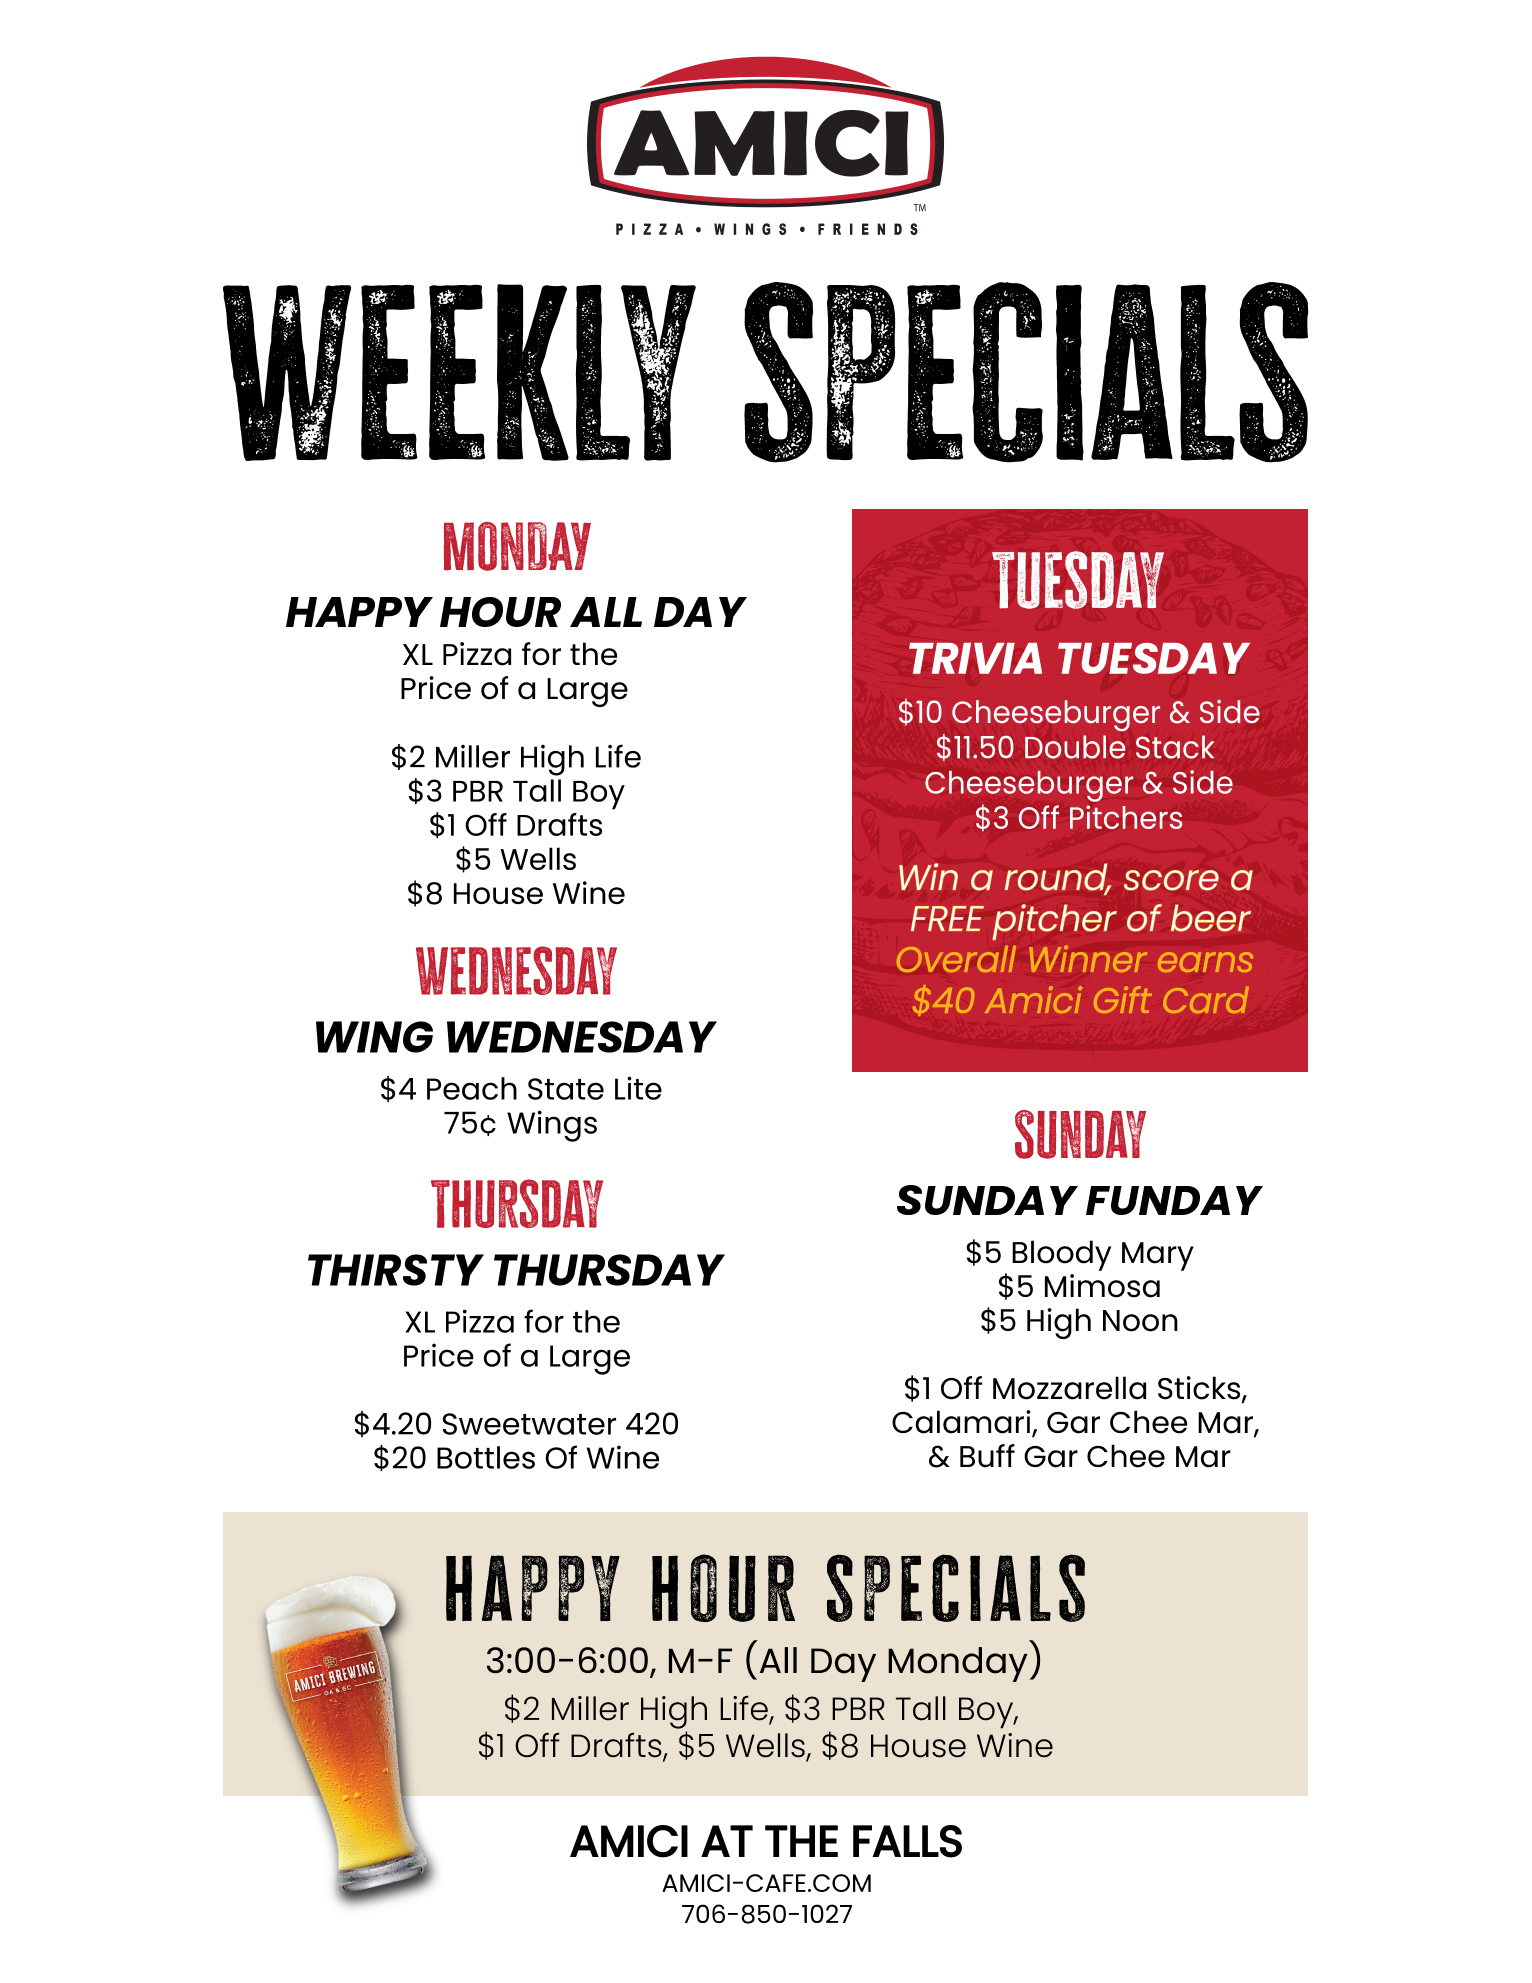 AMICI
TM
PIZZA • WINGS • FRIENDS
WEEKLY SPECIALS
MONDAY
HAPPY HOUR ALL DAY
XL Pizza for the
Price of a Large
$2 Miller High Life
$3 PBR Tall Boy
$1 Off Drafts
$5 Wells
$8 House Wine
TUESDAY
TRIVIA TUESDAY
$10 Cheeseburger & Side
$11.50 Double Stack
Cheeseburger & Side
$3 Off Pitchers
Win a round, score a
FREE pitcher of beer
Overall Winner earns
$40 Amici Gift Card
WEDNESDAY
WING WEDNESDAY
$4 Peach State Lite
75¢ Wings
THURSDAY
THIRSTY THURSDAY
XL Pizza for the
Price of a Large
$4.20 Sweetwater 420
$20 Bottles Of Wine
SUNDAY
SUNDAY FUNDAY
$5 Bloody Mary
$5 Mimosa
$5 High Noon
$1 Off Mozzarella Sticks,
Calamari, Gar Chee Mar,
& Buff Gar Chee Mar
HAPPY HOUR SPECIALS
3:00-6:00, M-F (All Day Monday)
$2 Miller High Life, $3 PBR Tall Boy,
$1 Off Drafts, $5 Wells, $8 House Wine
AMICI BREWING
GA & SC
AMICI AT THE FALLS
AMICI-CAFE.COM
706-850-1027